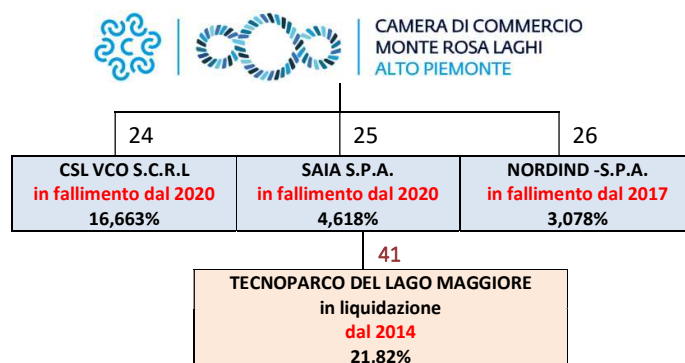 CAMERA DI COMMERCIO
MONTE ROSA LAGHI
ALTO PIEMONTE
24
25
26
CSL VCO S.C.R.L
in fallimento dal 2020
16,663%
SAIA S.P.A.
in fallimento dal 2020
4,618%
NORDIND -S.P.A.
in fallimento dal 2017
3,078%
41
TECNOPARCO DEL LAGO MAGGIORE
in liquidazione
dal 2014
21,82%